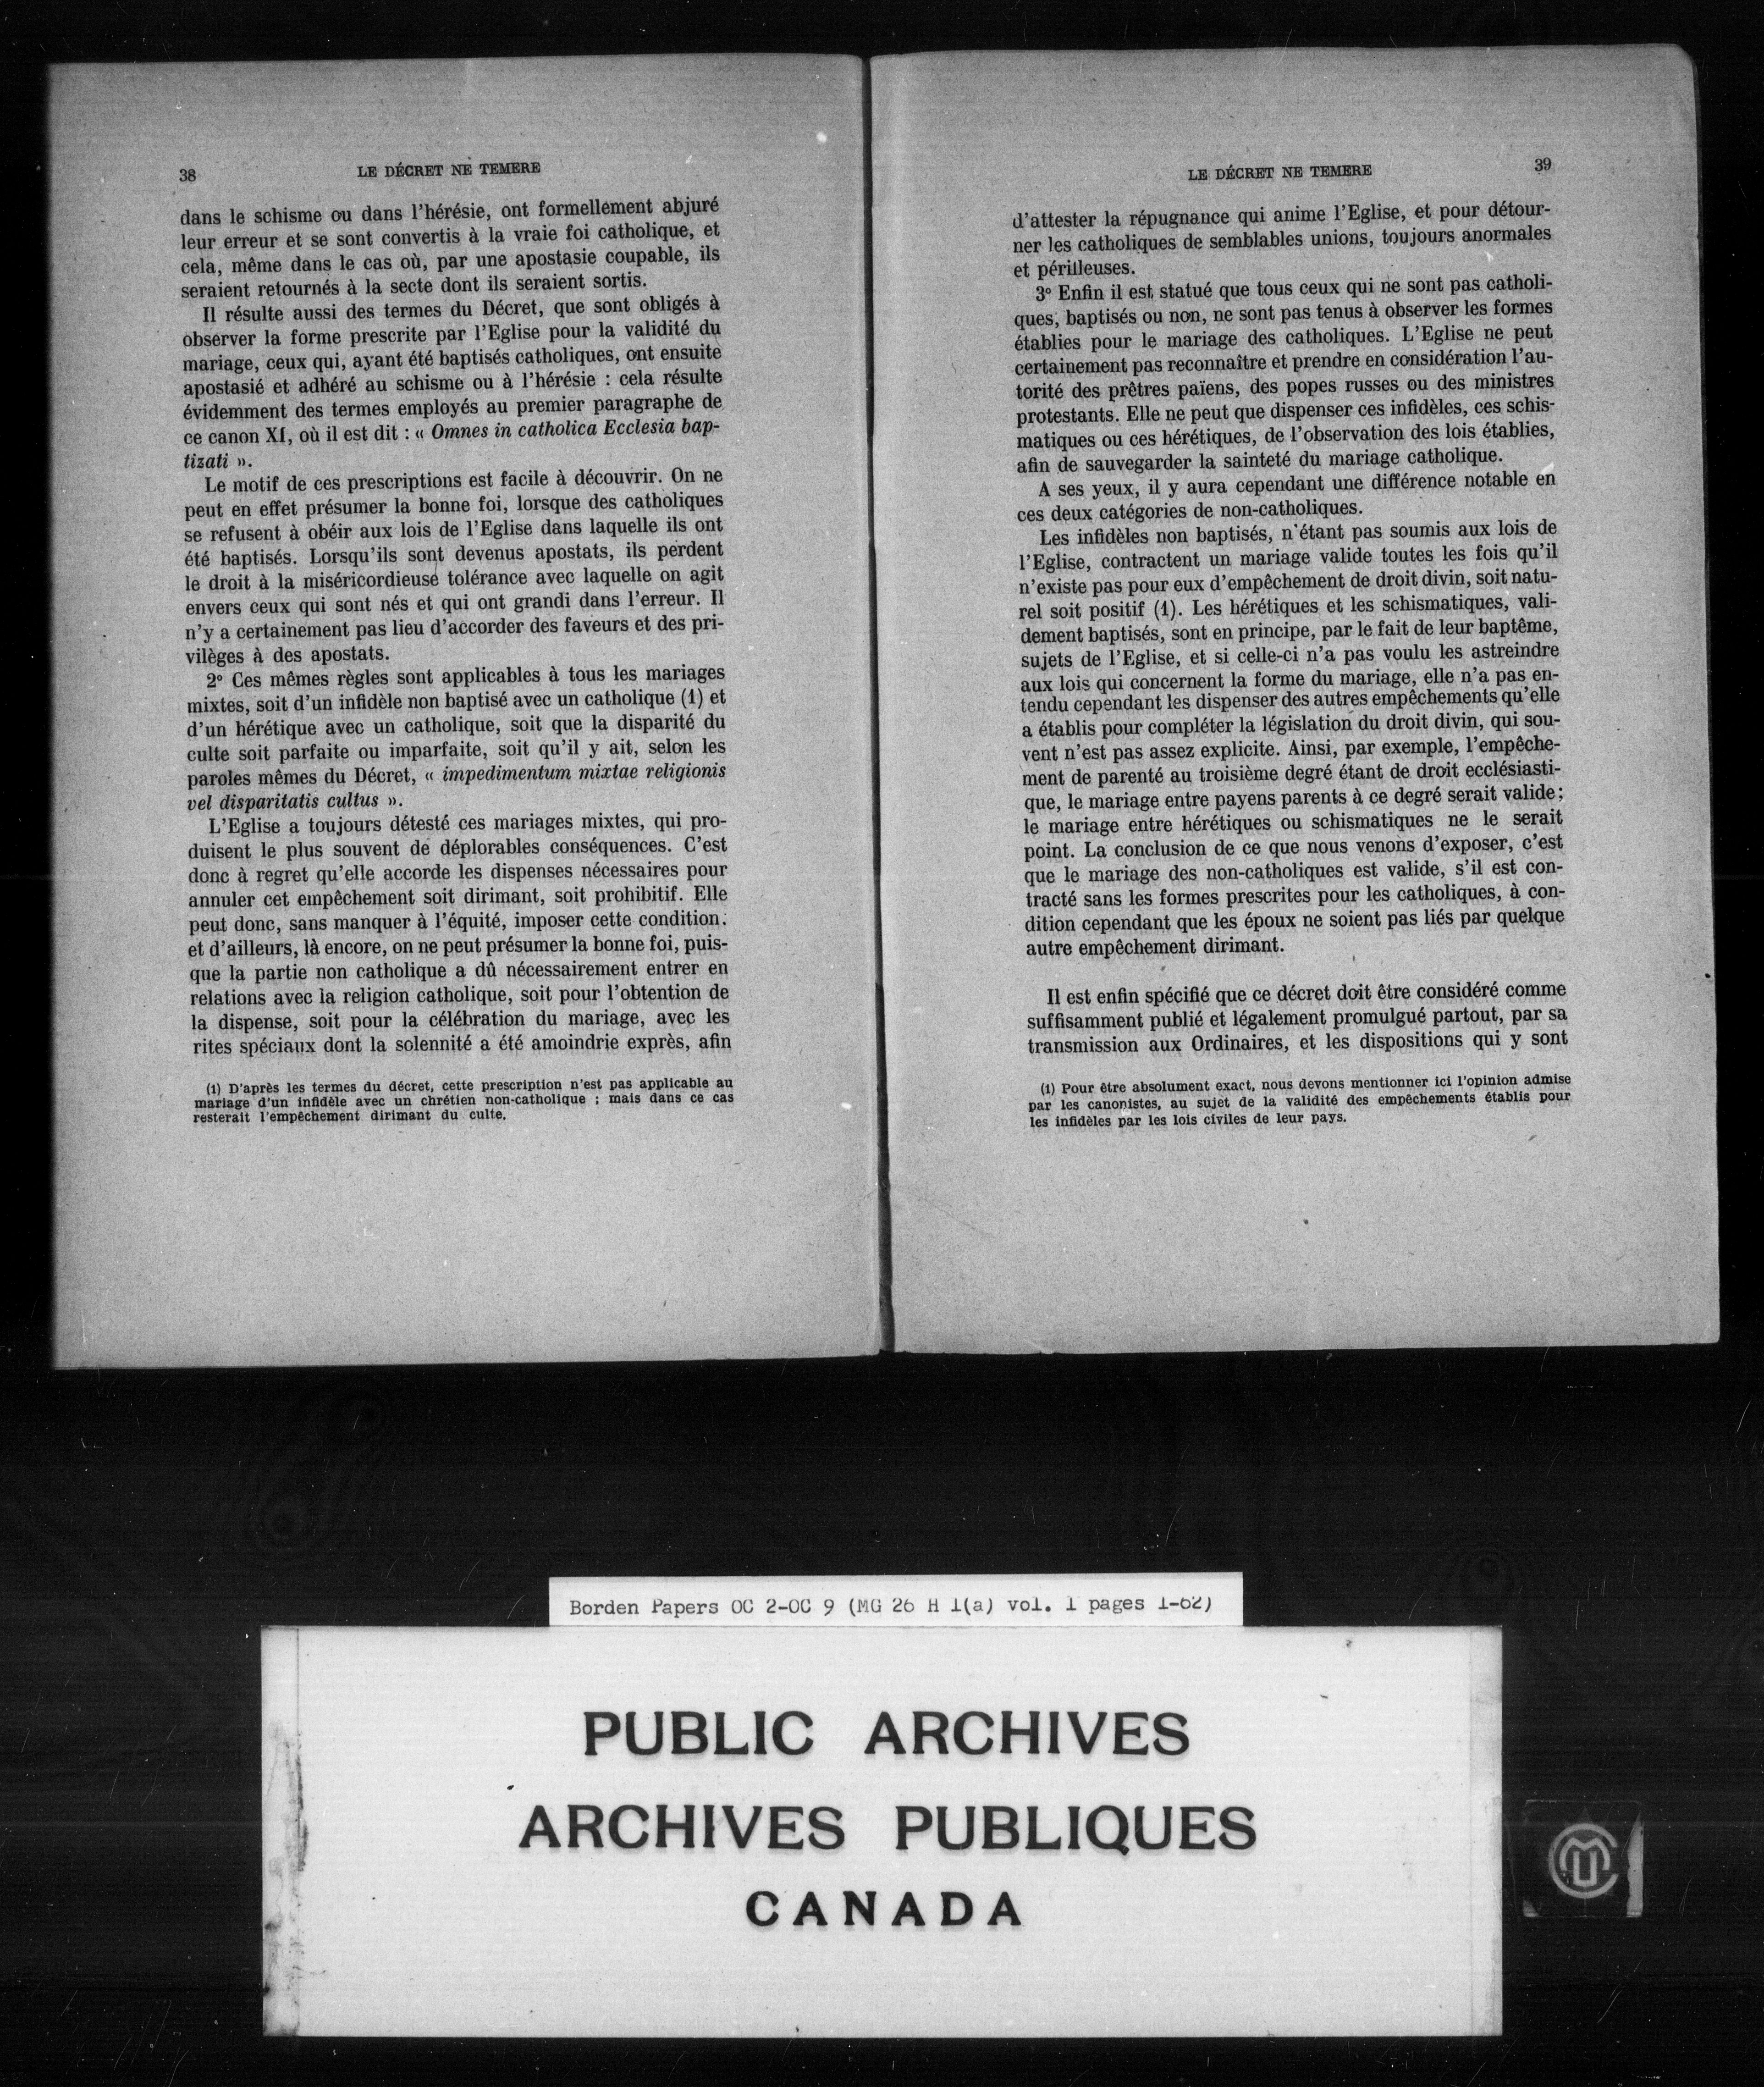 38
LE DÉCRET NE TEMERE
dans le schisme ou dans l'hérésie, ont formellement abjuré
leur erreur et se sont convertis à la vraie foi catholique, et
cela, même dans le cas où, par une apostasie coupable, ils
seraient retournés à la secte dont ils seraient sortis.
Il résulte aussi des termes du Décret, que sont obligés à
observer la forme prescrite par l'Eglise pour la validité du
mariage, ceux qui, ayant été baptisés catholiques, ont ensuite
apostasié et adhéré au schisme ou à l'hérésie : cela résulte
évidemment des termes employés au premier paragraphe de
ce canon XI, où il est dit : « Omnes in catholica Ecclesia bap-
tizati ».
Le motif de ces prescriptions est facile à découvrir. On ne
peut en effet présumer la bonne foi, lorsque des catholiques
se refusent à obéir aux lois de l'Eglise dans laquelle ils ont
été baptisés. Lorsqu'ils sont devenus apostats, ils perdent
le droit à la miséricordieuse tolérance avec laquelle on agit
envers ceux qui sont nés et qui ont grandi dans l'erreur. Il
n'y a certainement pas lieu d'accorder des faveurs et des pri-
vilèges à des apostats.
2° Ces mêmes règles sont applicables à tous les mariages
mixtes, soit d'un infidèle non baptisé avec un catholique (1) et
d'un hérétique avec un catholique, soit que la disparité du
culte soit parfaite ou imparfaite, soit qu'il y ait, selon les
paroles mêmes du Décret, « impedimentum mixtae religionis
vel disparitatis cultus ».
L'Eglise a toujours détesté ces mariages mixtes, qui pro-
duisent le plus souvent de déplorables conséquences. C'est
donc à regret qu'elle accorde les dispenses nécessaires pour
annuler cet empêchement soit dirimant, soit prohibitif. Elle
peut donc, sans manquer à l'équité, imposer cette condition.
et d'ailleurs, là encore, on ne peut présumer la bonne foi, puis-
que la partie non catholique a dû nécessairement entrer en
relations avec la religion catholique, soit pour l'obtention de
la dispense, soit pour la célébration du mariage, avec les
rites spéciaux dont la solennité a été amoindrie exprès, afin
(1) D'après les termes du décret, cette prescription n'est pas applicable au
mariage d'un infidèle avec un chrétien non-catholique ; mais dans ce cas
resterait l'empêchement dirimant du culte.
LE DÉCRET NE TEMERE
39
d'attester la répugnance qui anime l'Eglise, et pour détour-
ner les catholiques de semblables unions, toujours anormales
et périlleuses.
3° Enfin il est statué que tous ceux qui ne sont pas catholi-
ques, baptisés ou non, ne sont pas tenus à observer les formes
établies pour le mariage des catholiques. L'Eglise ne peut
certainement pas reconnaître et prendre en considération l'au-
torité des prêtres païens, des popes russes ou des ministres
protestants. Elle ne peut que dispenser ces infidèles, ces schis-
matiques ou ces hérétiques, de l'observation des lois établies,
afin de sauvegarder la sainteté du mariage catholique.
A ses yeux, il y aura cependant une différence notable en
ces deux catégories de non-catholiques.
Les infidèles non baptisés, n'étant pas soumis aux lois de
l'Eglise, contractent un mariage valide toutes les fois qu'il
n'existe pas pour eux d'empêchement de droit divin, soit natu-
rel soit positif (1). Les hérétiques et les schismatiques, vali-
dement baptisés, sont en principe, par le fait de leur baptême,
sujets de l'Eglise, et si celle-ci n'a pas voulu les astreindre
aux lois qui concernent la forme du mariage, elle n'a pas en-
tendu cependant les dispenser des autres empêchements qu'elle
a établis pour compléter la législation du droit divin, qui sou-
vent n'est pas assez explicite. Ainsi, par exemple, l'empêche-
ment de parenté au troisième degré étant de droit ecclésiasti-
que, le mariage entre payens parents à ce degré serait valide;
le mariage entre hérétiques ou schismatiques ne le serait
point. La conclusion de ce que nous venons d'exposer, c'est
que le mariage des non-catholiques est valide, s'il est con-
tracté sans les formes prescrites pour les catholiques, à con-
dition cependant que les époux ne soient pas liés par quelque
autre empêchement dirimant.
Il est enfin spécifié que ce décret doit être considéré comme
suffisamment publié et légalement promulgué partout, par sa
transmission aux Ordinaires, et les dispositions qui y sont
(1) Pour être absolument exact, nous devons mentionner ici l'opinion admise
par les canonistes, au sujet de la validité des empêchements établis pour
les infidèles par les lois civiles de leur pays.
Borden Papers OC 2-OC 9 (MG 26 H 1(a) vol. 1 pages 1-62)
PUBLIC ARCHIVES
ARCHIVES PUBLIQUES
CANADA